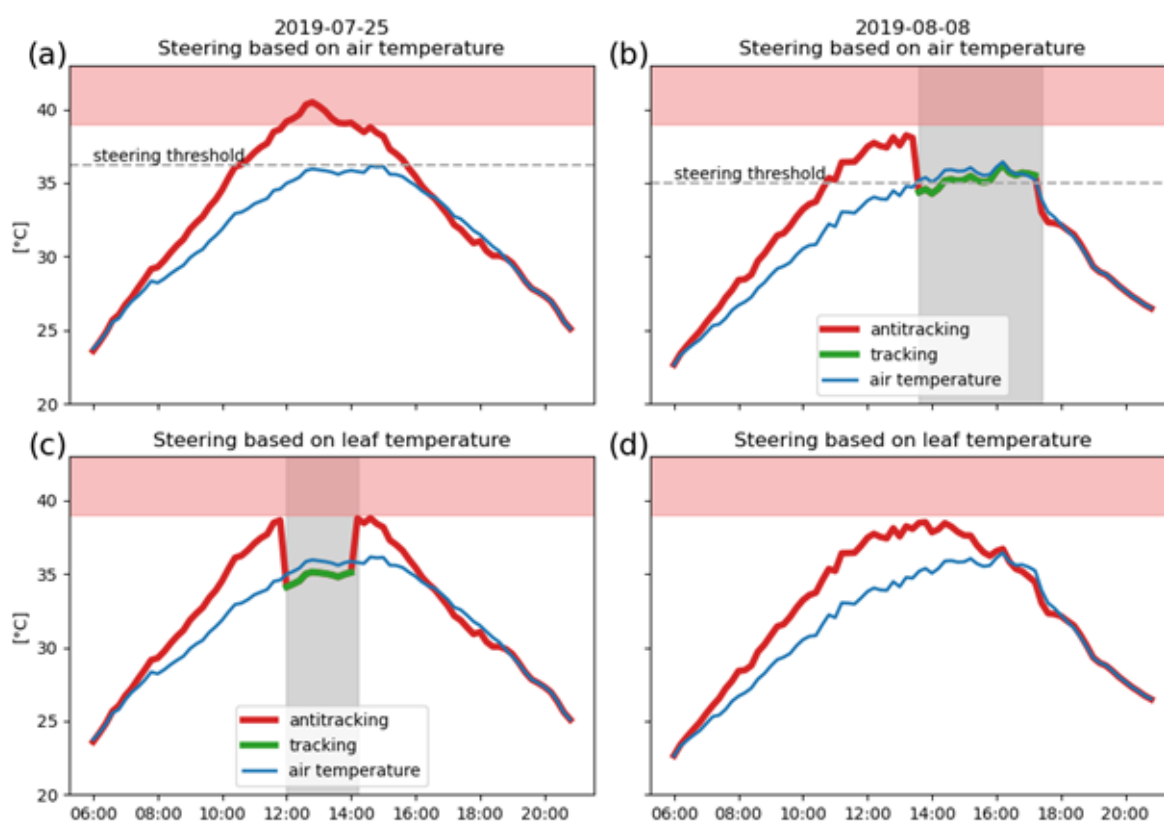 2019-07-25
Steering based on air temperature
(a)
40
steering threshold
35
30
[°C]
25
20
2019-08-08
Steering based on air temperature
(b)
steering threshold
antitracking
tracking
air temperature
Steering based on leaf temperature
(c)
40
35
30
[°C]
25
20
antitracking
tracking
air temperature
06:00 08:00 10:00 12:00 14:00 16:00 18:00 20:00
Steering based on leaf temperature
(d)
06:00 08:00 10:00 12:00 14:00 16:00 18:00 20:00